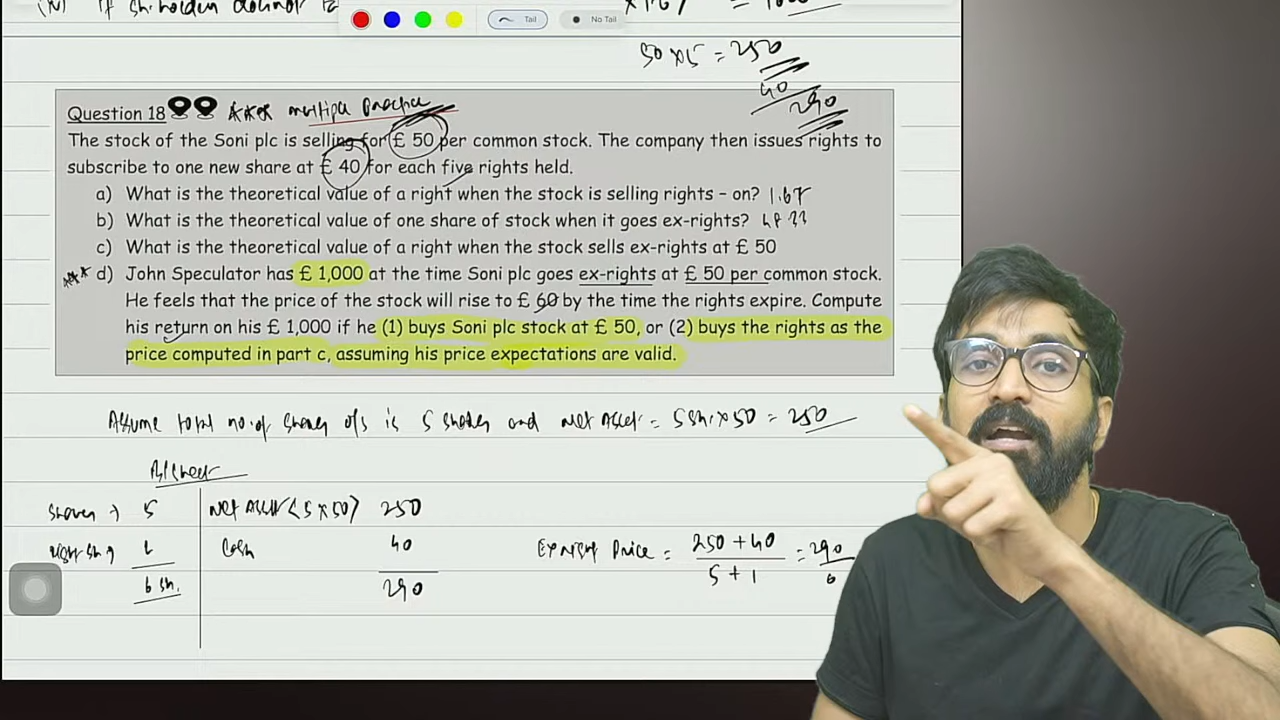 Tail No Tail
50 × 5 = 250
40
290
Question 18 *** multiple practice
The stock of the Soni plc is selling for £ 50 per common stock. The company then issues rights to
subscribe to one new share at £ 40 for each five rights held.
a) What is the theoretical value of a right when the stock is selling rights – on? 1.67
b) What is the theoretical value of one share of stock when it goes ex-rights? 48.33
c) What is the theoretical value of a right when the stock sells ex-rights at £ 50
*** d) John Speculator has £ 1,000 at the time Soni plc goes ex-rights at £ 50 per common stock.
He feels that the price of the stock will rise to £ 60 by the time the rights expire. Compute
his return on his £ 1,000 if he (1) buys Soni plc stock at £ 50, or (2) buys the rights as the
price computed in part c, assuming his price expectations are valid.
Assume total no. of shares o/s is 5 shares and Net Asset = 5 sh. × 50 = 250
B/sheet
Shares → 5 Net Asset (5 × 50) 250
right sh → 1 Cash 40
6 sh. 290
Ex right Price = 250 + 40 / 5 + 1 = 290 / 6